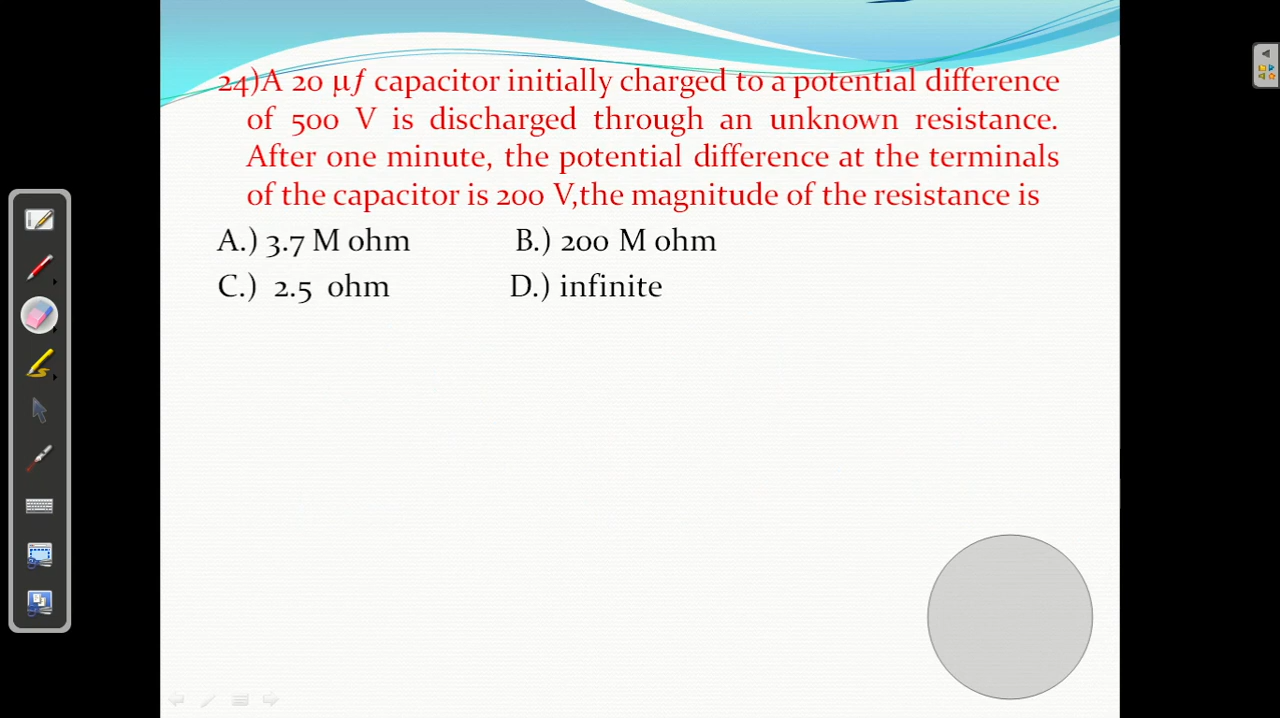 24)A 20 μf capacitor initially charged to a potential difference
of 500 V is discharged through an unknown resistance.
After one minute, the potential difference at the terminals
of the capacitor is 200 V,the magnitude of the resistance is
A.) 3.7 M ohm B.) 200 M ohm
C.) 2.5 ohm D.) infinite